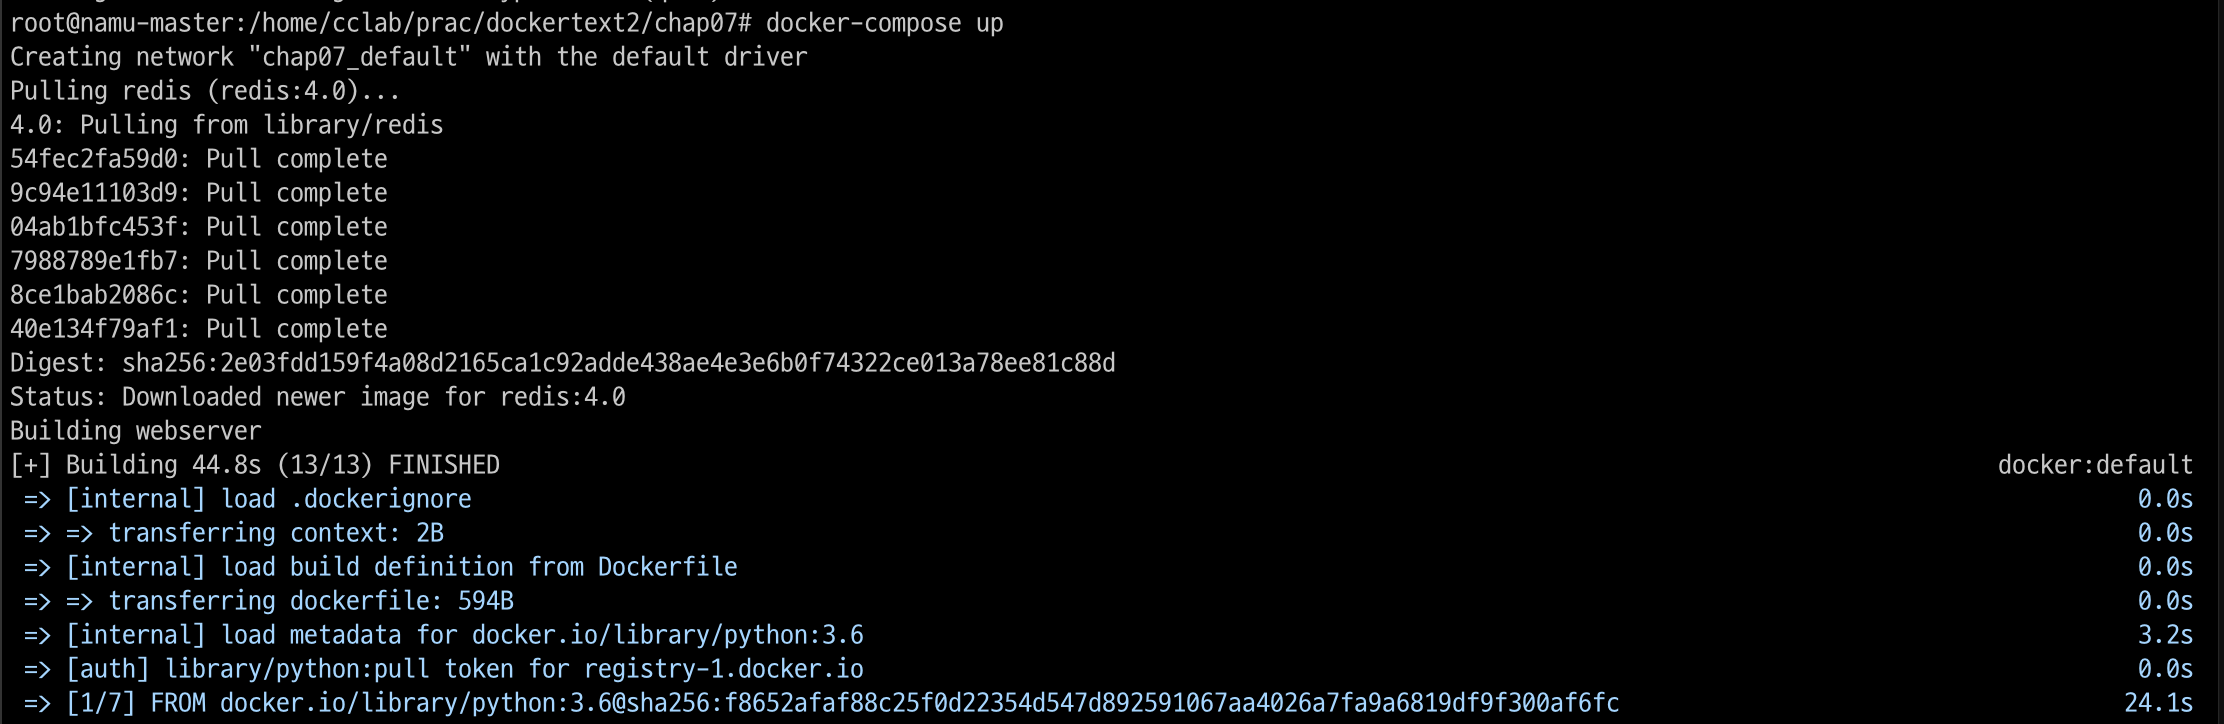 root@namu-master:/home/cclab/prac/dockertext2/chap07# docker-compose up
Creating network "chap07_default" with the default driver
Pulling redis (redis:4.0)...
4.0: Pulling from library/redis
54fec2fa59d0: Pull complete
9c94e11103d9: Pull complete
04ab1bfc453f: Pull complete
7988789e1fb7: Pull complete
8ce1bab2086c: Pull complete
40e134f79af1: Pull complete
Digest: sha256:2e03fdd159f4a08d2165ca1c92adde438ae4e3e6b0f74322ce013a78ee81c88d
Status: Downloaded newer image for redis:4.0
Building webserver
[+] Building 44.8s (13/13) FINISHED docker:default
=> [internal] load .dockerignore 0.0s
=> => transferring context: 2B 0.0s
=> [internal] load build definition from Dockerfile 0.0s
=> => transferring dockerfile: 594B 0.0s
=> [internal] load metadata for docker.io/library/python:3.6 3.2s
=> [auth] library/python:pull token for registry-1.docker.io 0.0s
=> [1/7] FROM docker.io/library/python:3.6@sha256:f8652afaf88c25f0d22354d547d892591067aa4026a7fa9a6819df9f300af6fc 24.1s